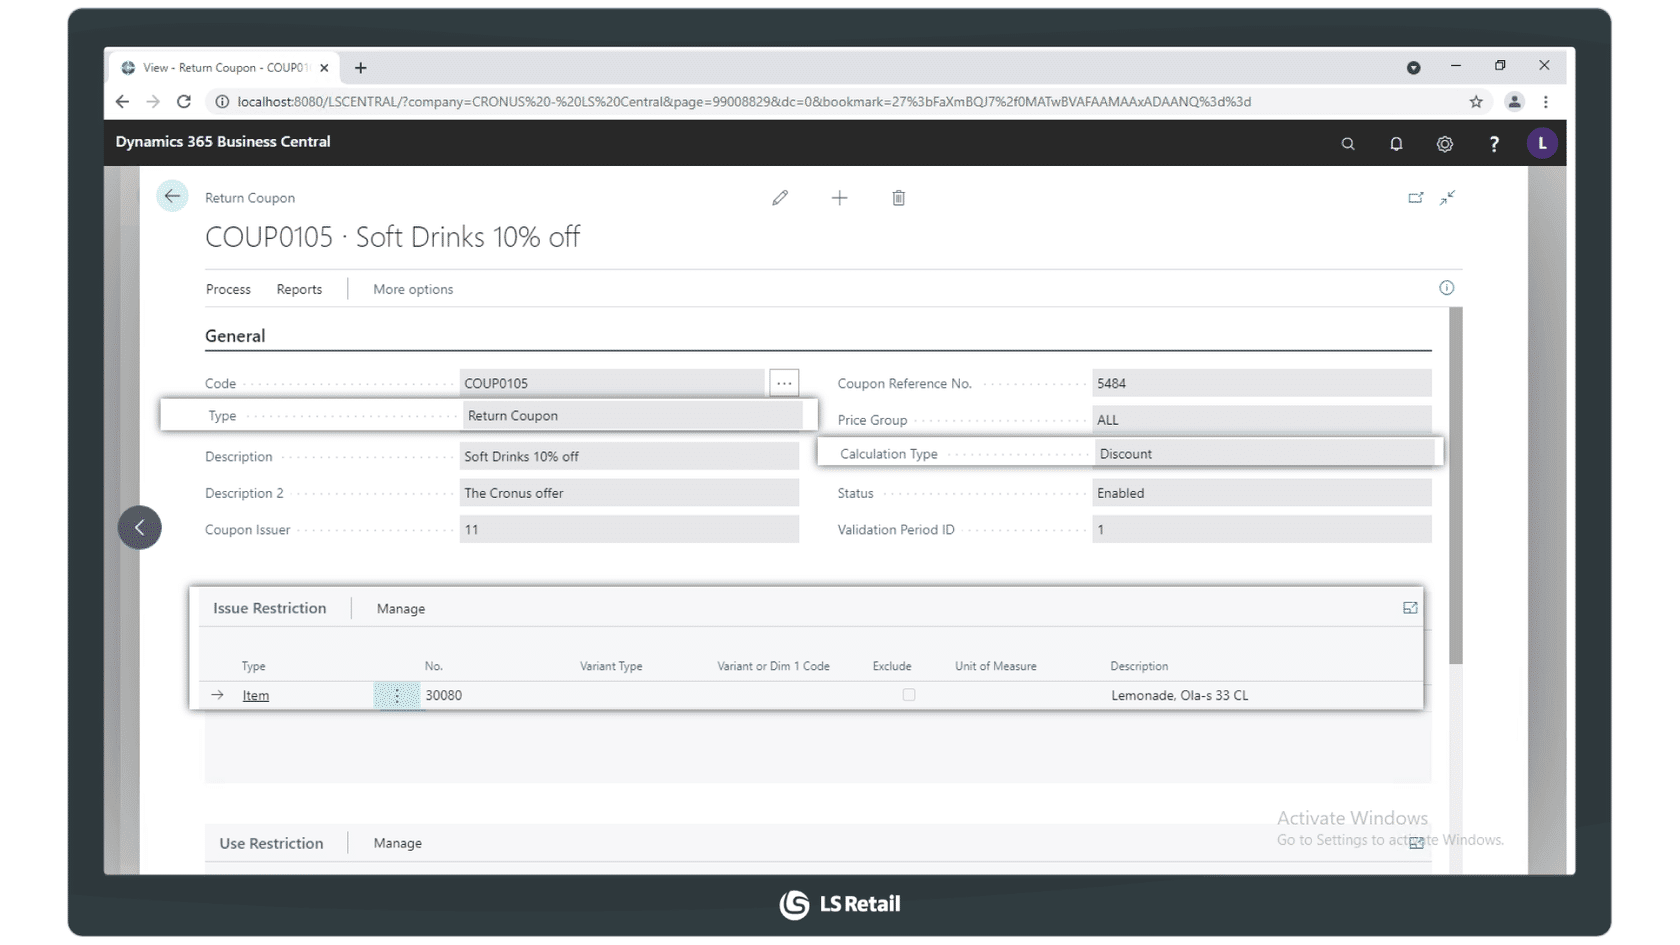 View - Return Coupon - COUP01
localhost:8080/LSCENTRAL/?company=CRONUS%20-%20LS%20Central&page=99008829&dc=0&bookmark=27%3bFaXmBQJ7%2f0MATwBVAFAAMAAxADAANQ%3d%3d
Dynamics 365 Business Central
? L
Return Coupon
COUP0105 · Soft Drinks 10% off
Process Reports More options
General
Code COUP0105 ... Coupon Reference No. 5484
Type Return Coupon
Price Group ALL
Calculation Type Discount
Description Soft Drinks 10% off
Description 2 The Cronus offer
Status Enabled
Coupon Issuer 11
Validation Period ID 1
Issue Restriction Manage
Type No. Variant Type Variant or Dim 1 Code Exclude Unit of Measure Description
Item 30080 Lemonade, Ola-s 33 CL
Activate Windows
Go to Settings to activate Windows.
Use Restriction Manage
LS Retail